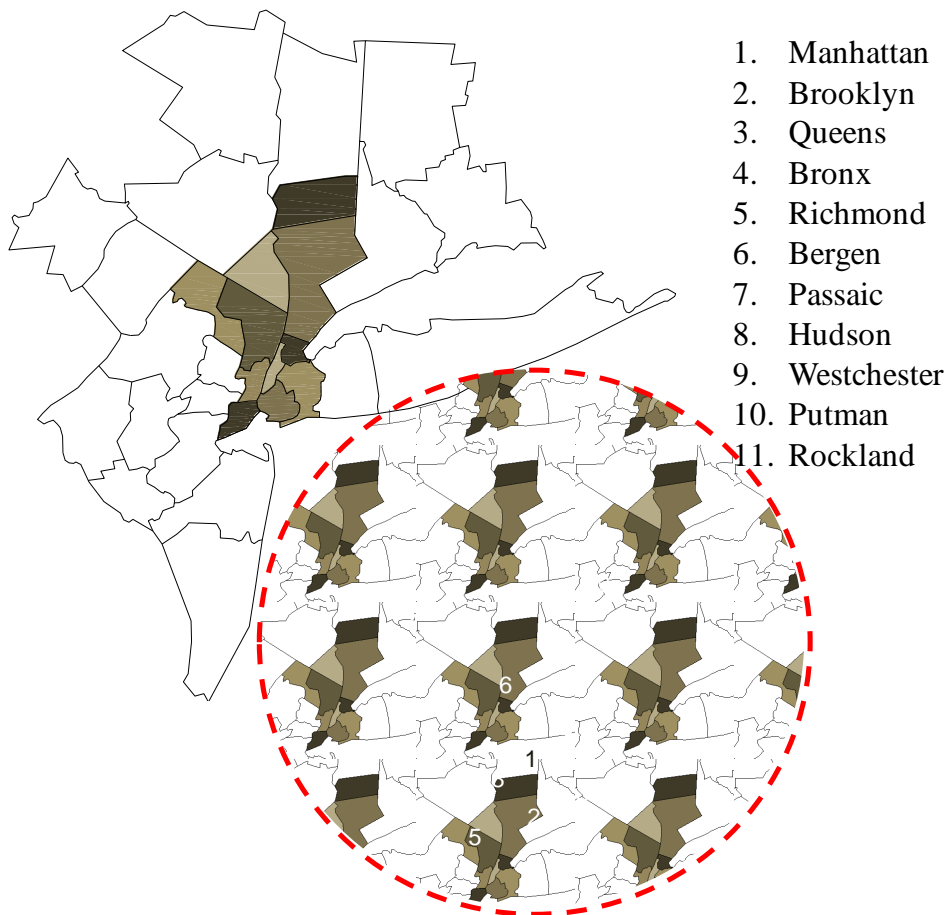 1. Manhattan
2. Brooklyn
3. Queens
4. Bronx
5. Richmond
6. Bergen
7. Passaic
8. Hudson
9. Westchester
10. Putman
11. Rockland
6
1
2
5